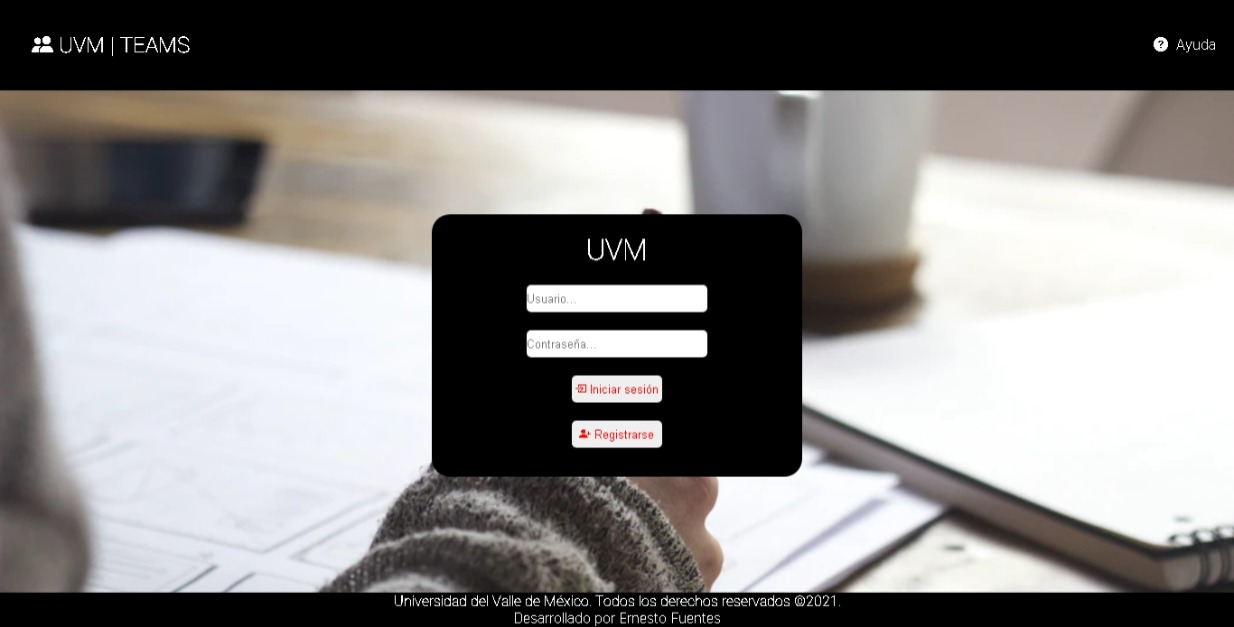 UVM | TEAMS
Ayuda
UVM
Usuario...
Contraseña...
Iniciar sesión
Registrarse
Universidad del Valle de México. Todos los derechos reservados ©2021.
Desarrollado por Ernesto Fuentes